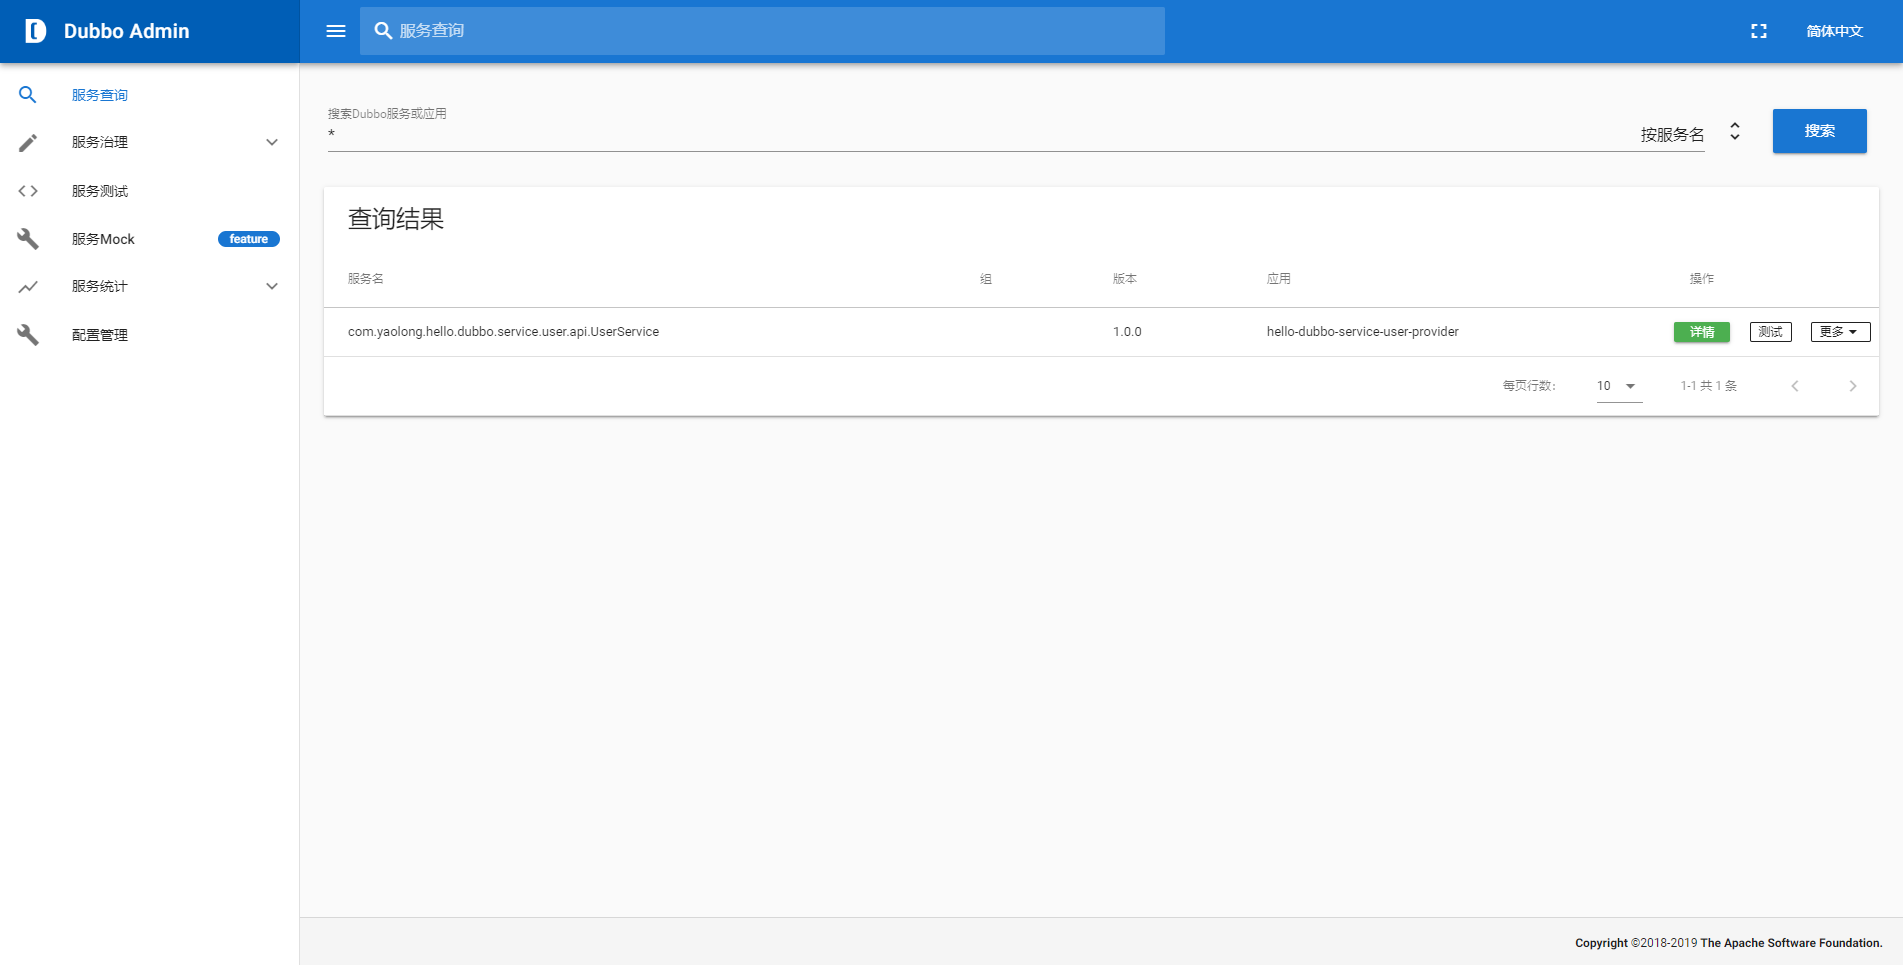 Dubbo Admin
服务查询
简体中文
服务查询
服务治理
服务测试
服务Mock
feature
服务统计
配置管理
搜索Dubbo服务或应用
*
按服务名
搜索
查询结果
服务名 组 版本 应用 操作
com.yaolong.hello.dubbo.service.user.api.UserService 1.0.0 hello-dubbo-service-user-provider 详情 测试 更多
每页行数: 10 1-1 共 1 条
Copyright ©2018-2019 The Apache Software Foundation.